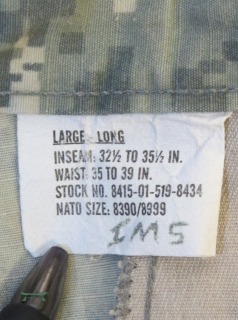 LARGE - LONG
INSEAM: 32½ TO 35½ IN.
WAIST: 35 TO 39 IN.
STOCK NO. 8415-01-519-8434
NATO SIZE: 8390/8999
IM5